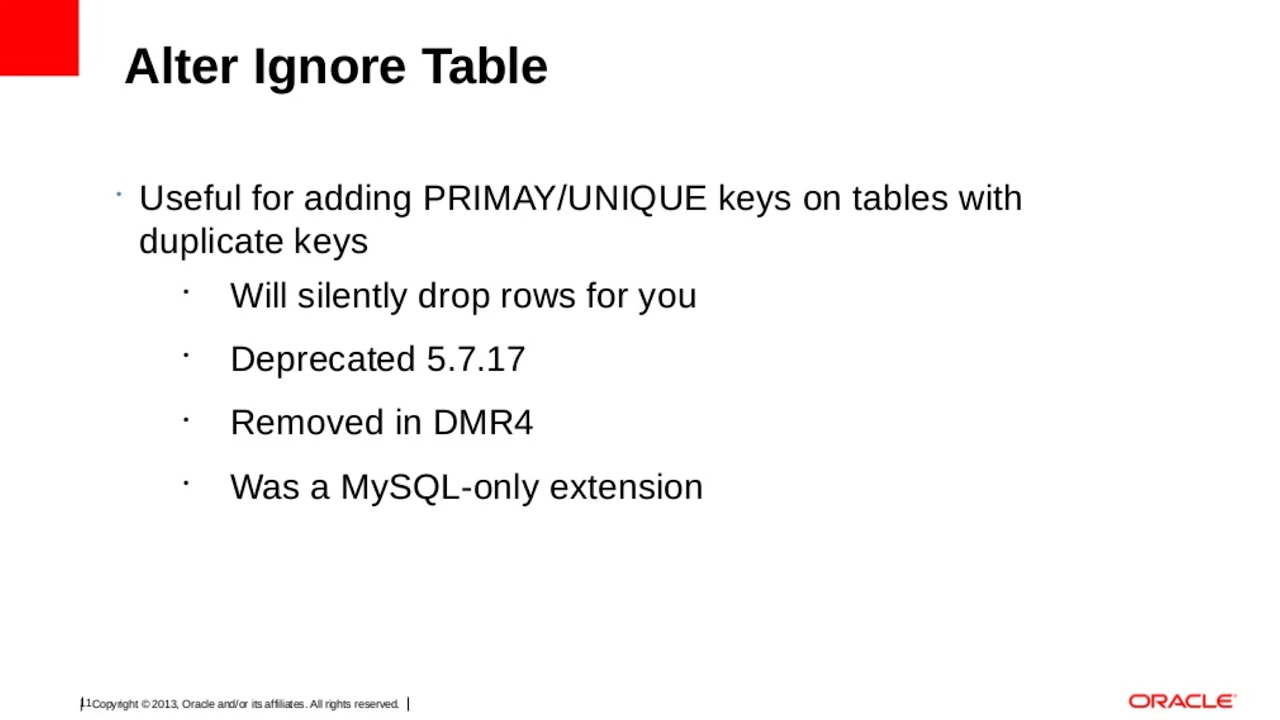 Alter Ignore Table
Useful for adding PRIMAY/UNIQUE keys on tables with
duplicate keys
Will silently drop rows for you
Deprecated 5.7.17
Removed in DMR4
Was a MySQL-only extension
11 Copyright © 2013, Oracle and/or its affiliates. All rights reserved.
ORACLE®